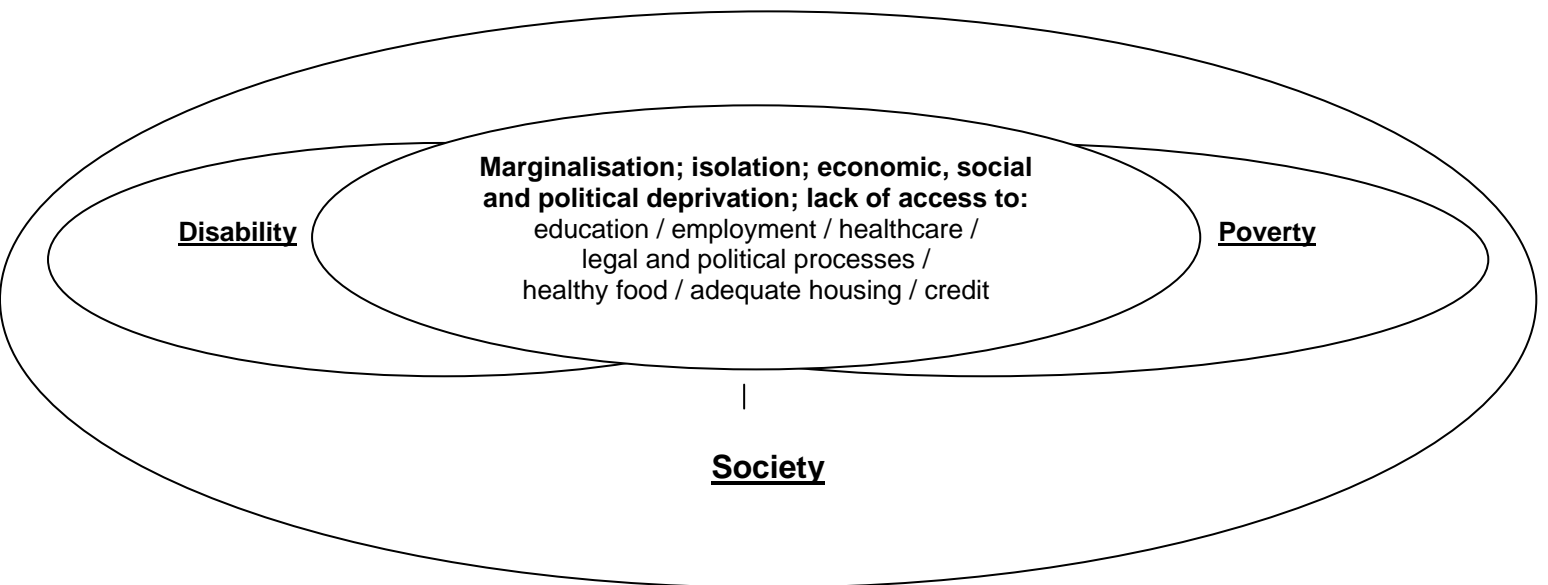 Marginalisation; isolation; economic, social
and political deprivation; lack of access to:
education / employment / healthcare /
legal and political processes /
healthy food / adequate housing / credit
Disability
Poverty
Society